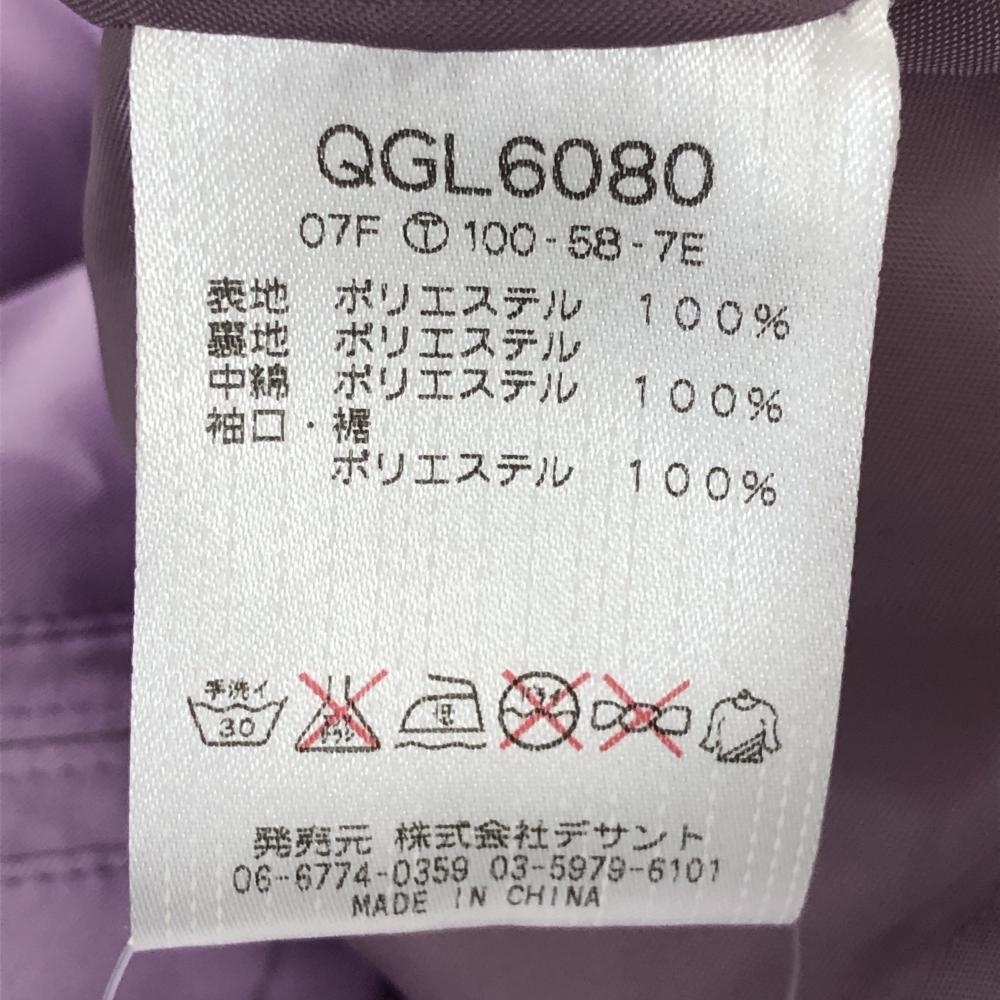 QGL6080
07F Ⓣ 100-58-7E
表地 ポリエステル 100%
裏地 ポリエステル
中綿 ポリエステル 100%
袖口・裾
ポリエステル 100%
手洗イ
30
低
発売元 株式会社デサント
06-6774-0359 03-5979-6101
MADE IN CHINA